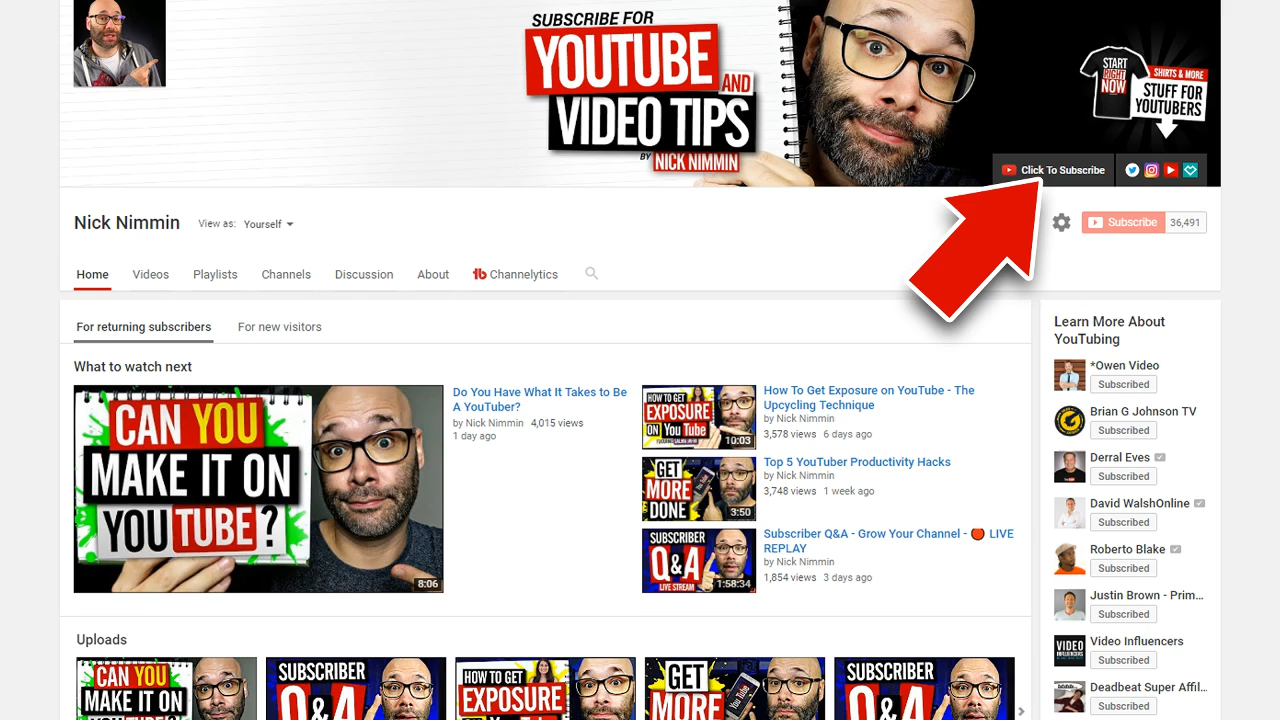 SUBSCRIBE FOR
YOUTUBE
AND
VIDEO TIPS
BY NICK NIMMIN
START
RIGHT
NOW
SHIRTS & MORE
STUFF FOR
YOUTUBERS
Click To Subscribe
Nick Nimmin
View as: Yourself
Subscribe 36,491
Home Videos Playlists Channels Discussion About Channelytics
For returning subscribers For new visitors
What to watch next
CAN YOU
MAKE IT ON
YOUTUBE?
8:06
Do You Have What It Takes to Be
A YouTuber?
by Nick Nimmin 4,015 views
1 day ago
HOW TO GET
EXPOSURE
ON YouTube
10:03
How To Get Exposure on YouTube - The
Upcycling Technique
by Nick Nimmin
3,578 views 6 days ago
GET
MORE
DONE
3:50
Top 5 YouTuber Productivity Hacks
by Nick Nimmin
3,748 views 1 week ago
SUBSCRIBER
Q&A
LIVE STREAM
1:58:34
Subscriber Q&A - Grow Your Channel - LIVE
REPLAY
by Nick Nimmin
1,854 views 3 days ago
Learn More About
YouTubing
*Owen Video
Subscribed
Brian G Johnson TV
Subscribed
Derral Eves
Subscribed
David WalshOnline
Subscribed
Roberto Blake
Subscribed
Justin Brown - Prim...
Subscribed
Video Influencers
Subscribed
Deadbeat Super Affil...
Subscribed
VIDEO
INFLUENCERS
Uploads
CAN YOU
MAKE IT ON
YOUTUBE?
SUBSCRIBER
Q&A
HOW TO GET
EXPOSURE
GET
MORE
YouTube
SUBSCRIBER
Q&A